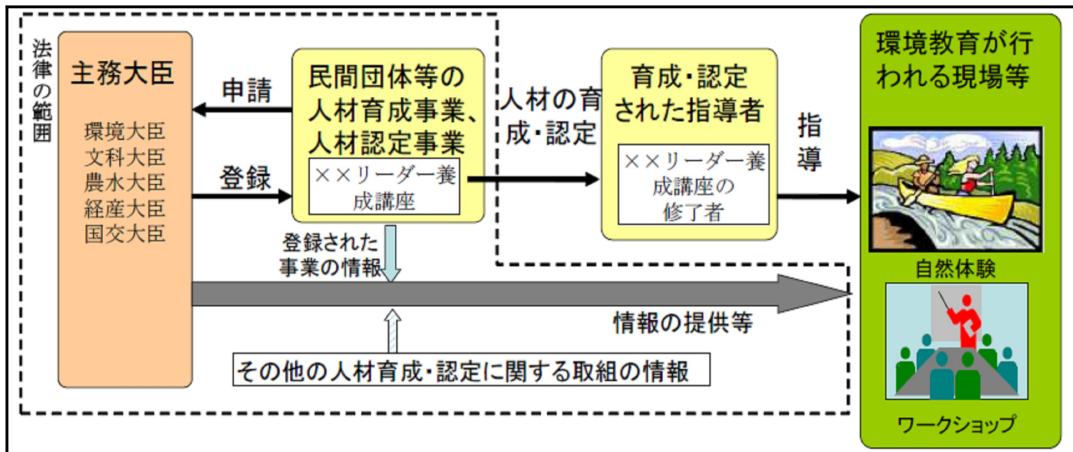 法律の範囲
主務大臣
環境大臣
文科大臣
農水大臣
経産大臣
国交大臣
申請
登録
民間団体等の
人材育成事業、
人材認定事業
××リーダー養
成講座
登録された
事業の情報
人材の育
成・認定
育成・認定
された指導者
××リーダー養
成講座の
修了者
指導
環境教育が行
われる現場等
自然体験
ワークショップ
情報の提供等
その他の人材育成・認定に関する取組の情報